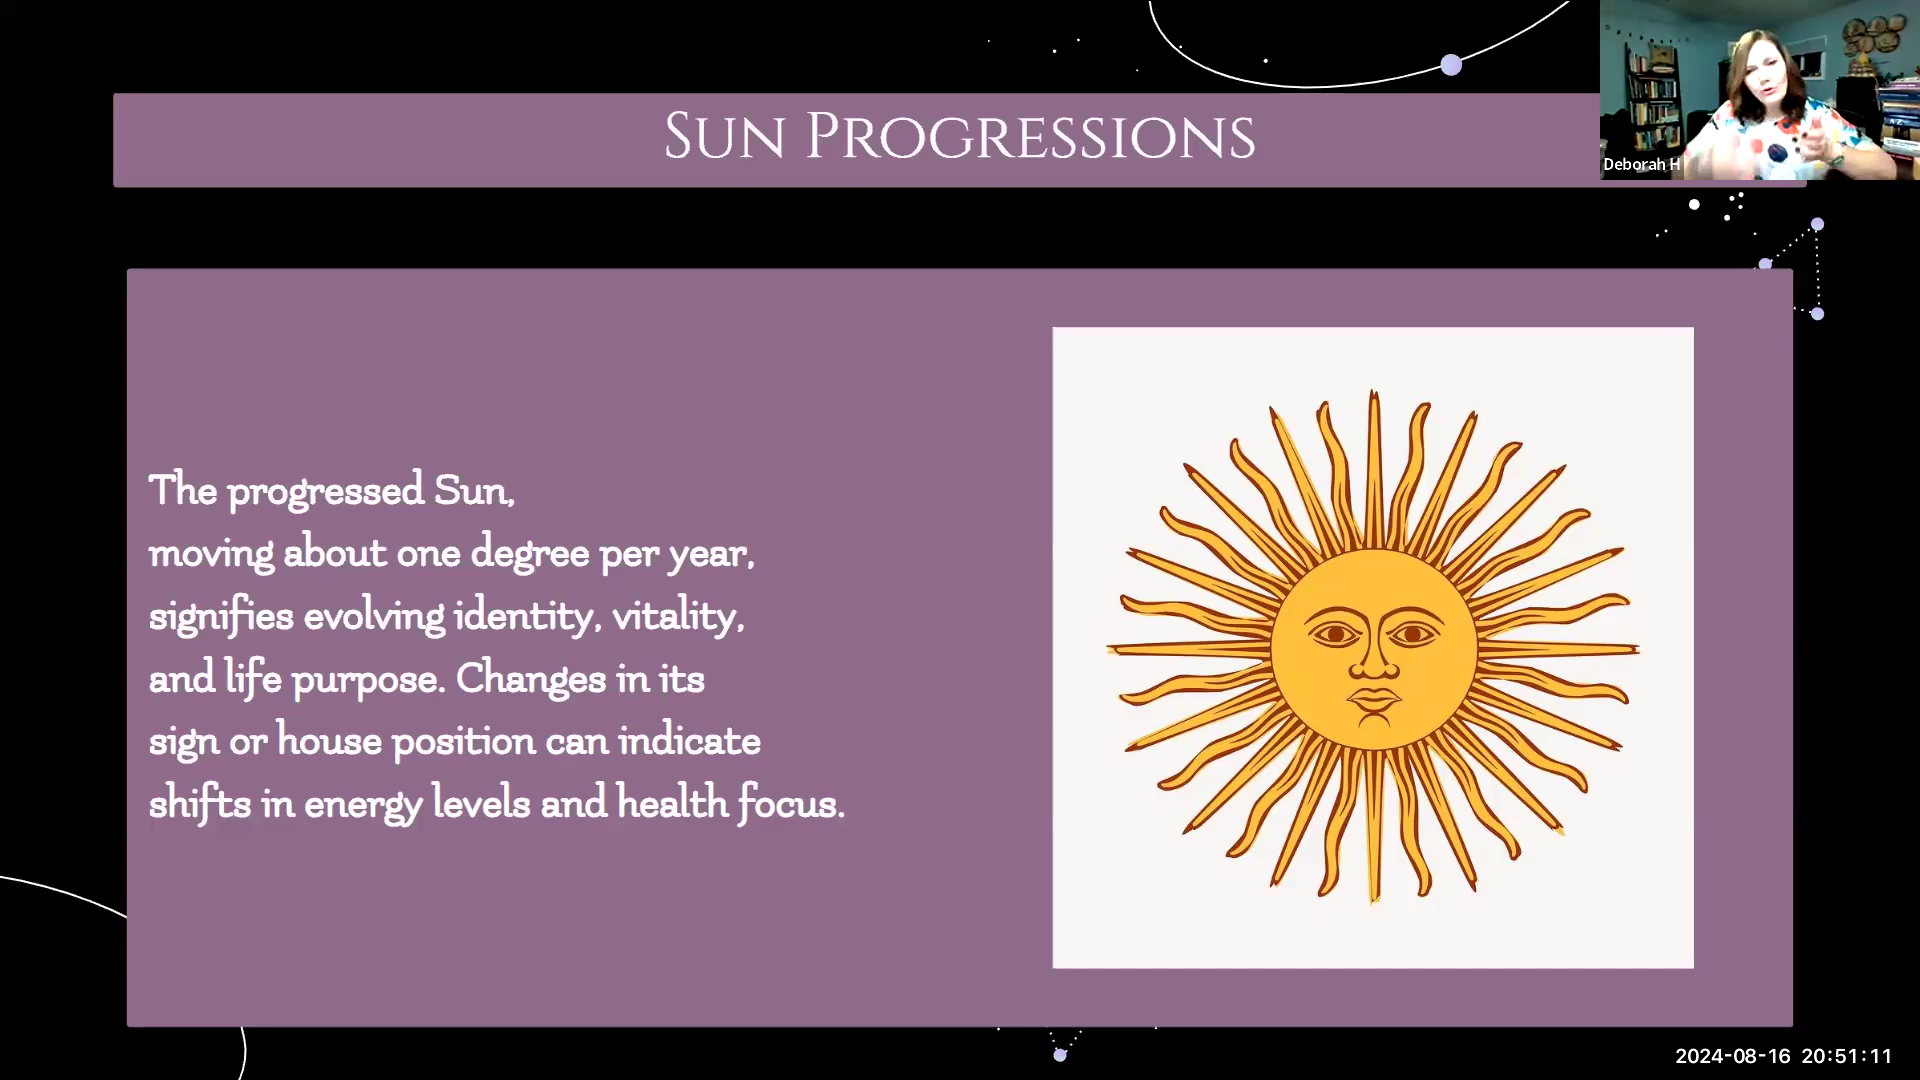 Sun Progressions
Deborah H
The progressed Sun,
moving about one degree per year,
signifies evolving identity, vitality,
and life purpose. Changes in its
sign or house position can indicate
shifts in energy levels and health focus.
2024-08-16 20:51:11